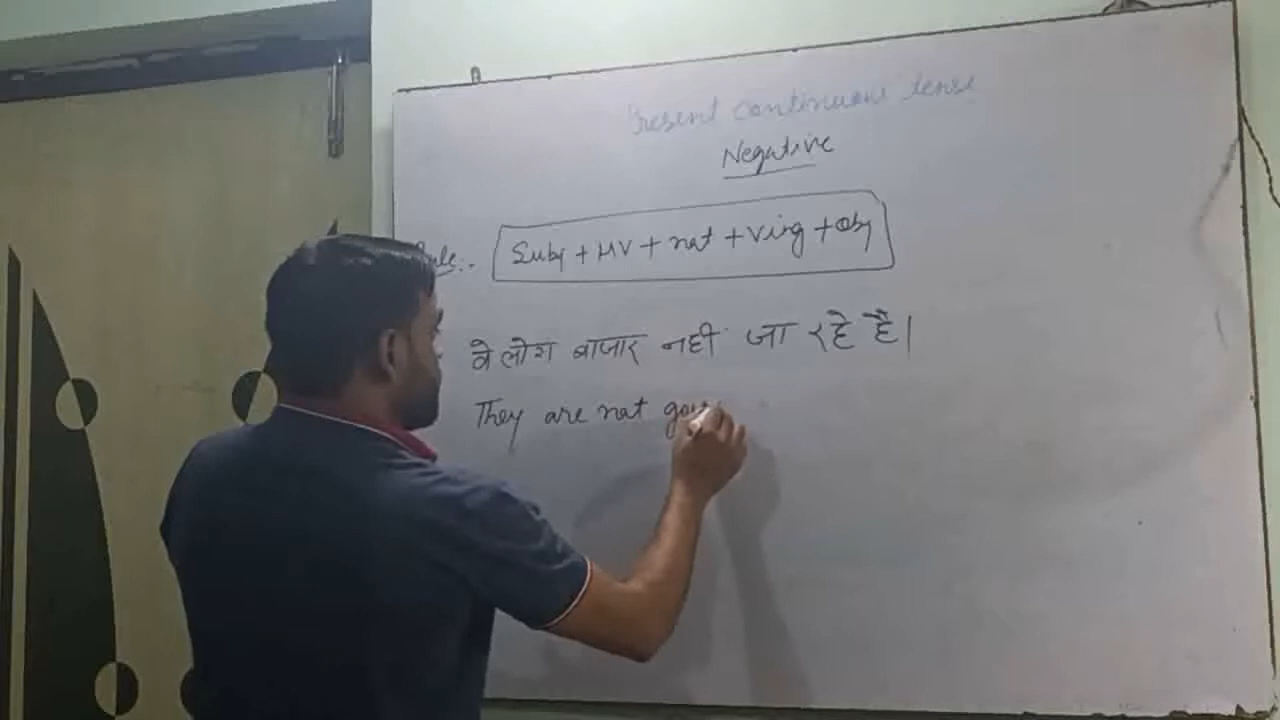 Present continuous tense
Negative
Rule:-
Subj + HV + not + Ving + Obj
वे लोग बाजार नही जा रहे है।
They are not